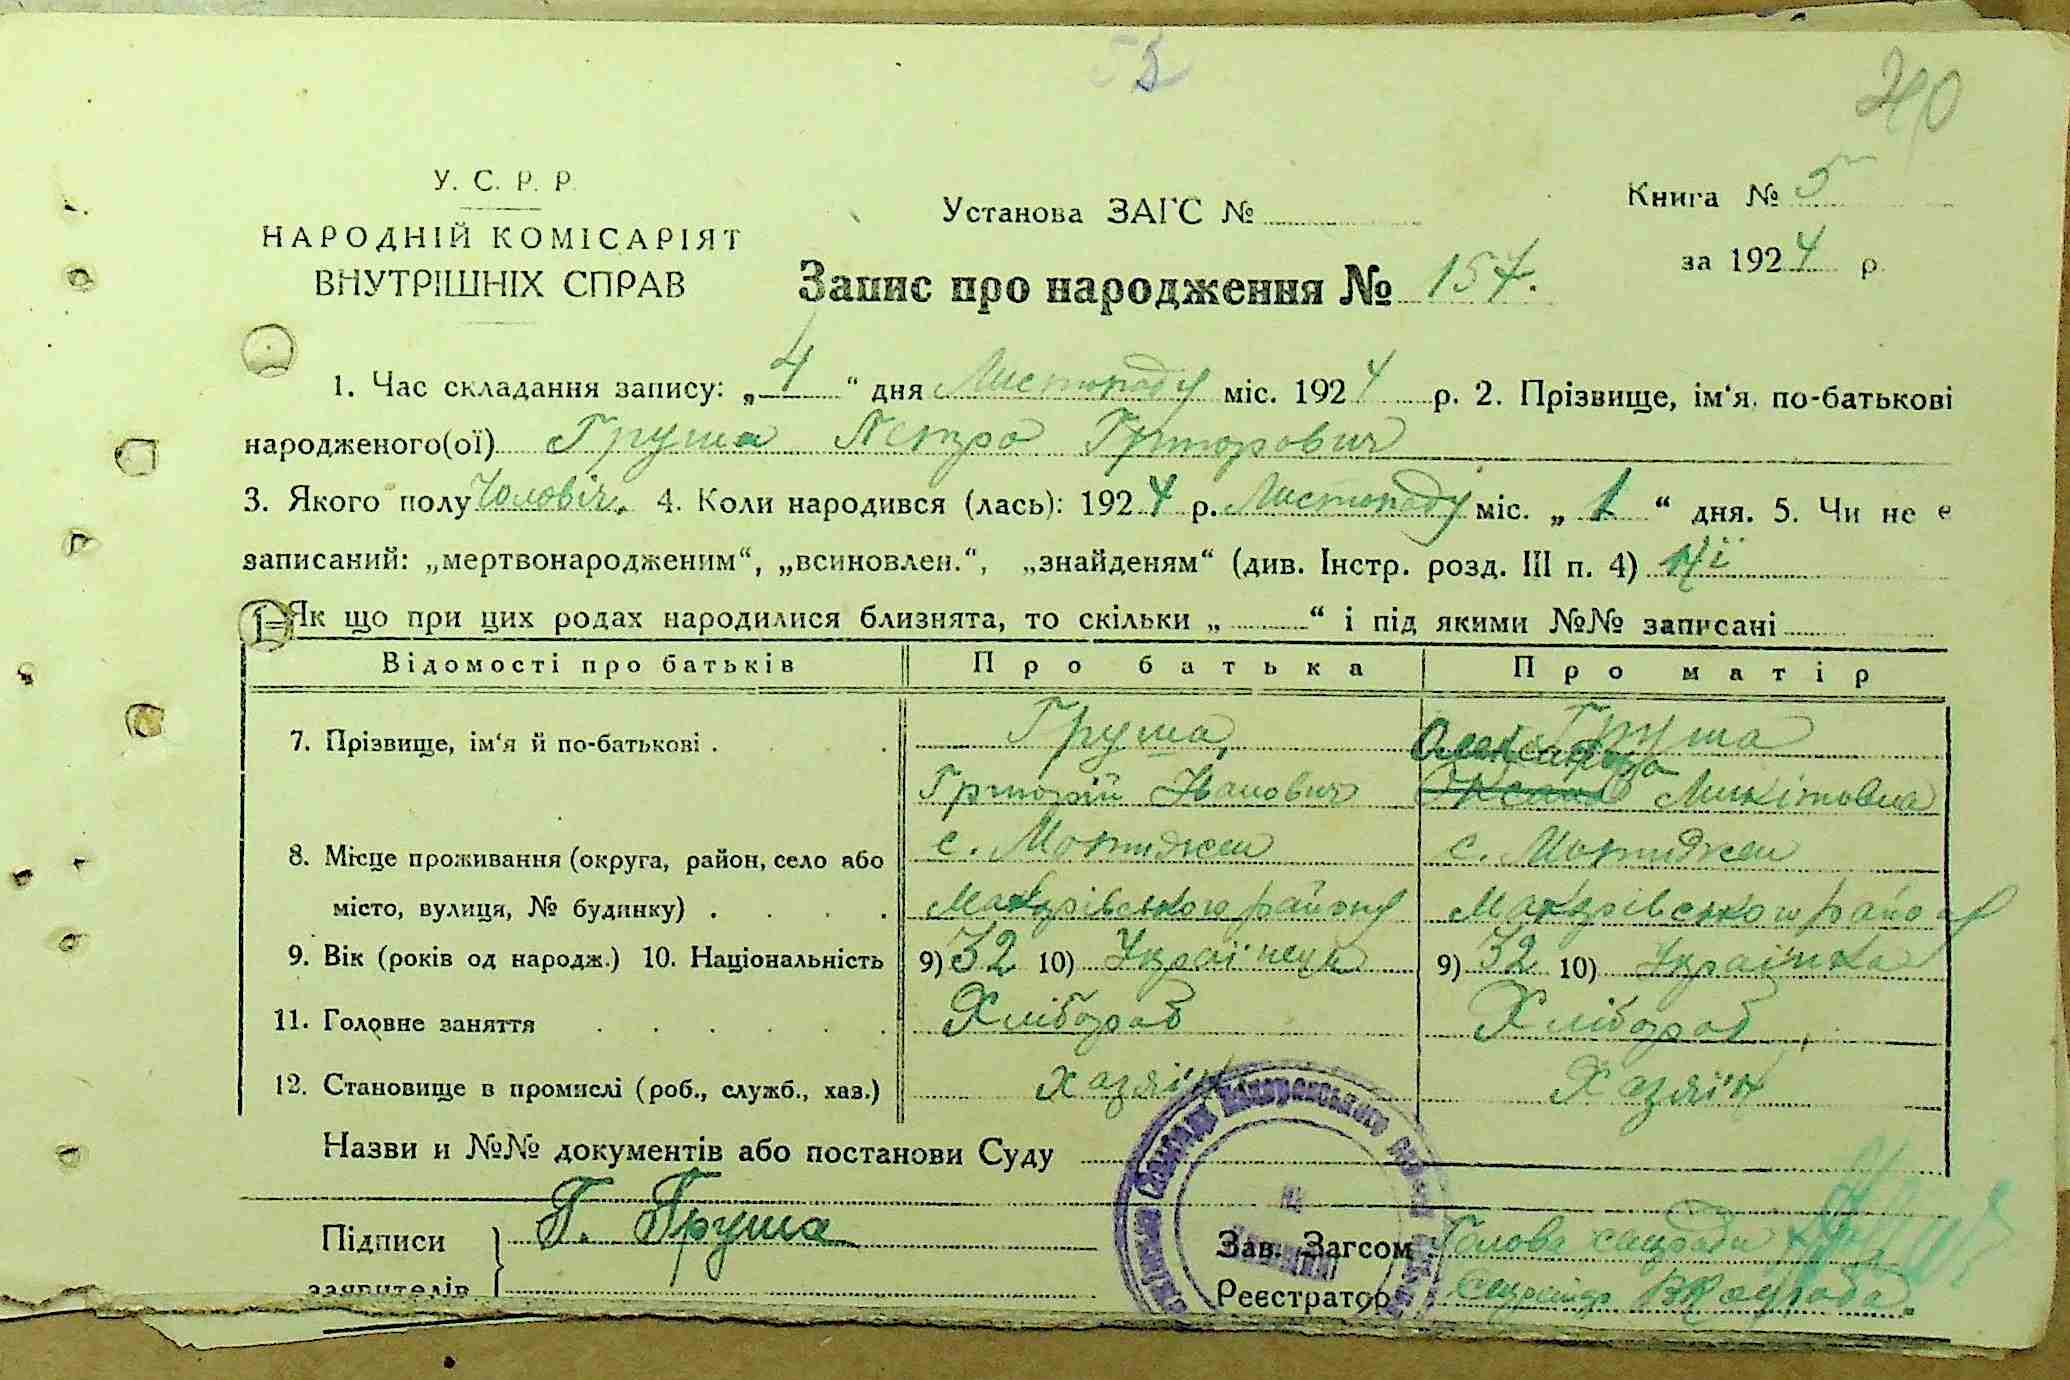 240
У. С. Р. Р.
НАРОДНІЙ КОМІСАРІЯТ
ВНУТРІШНІХ СПРАВ
Установа ЗАГС №
Книга № 5
за 1924 р.
Запис про народження № 154.
1. Час складання запису: „4“ дня Листопаду міс. 1924 р. 2. Прізвище, ім‘я, по-батькові
народженого(ої) Груша Петро Григорович
3. Якого полу Чоловіч. 4. Коли народився (лась): 1924 р. Листопаду міс. „1“ дня. 5. Чи не є
записаний: „мертвонародженим“, „всиновлен.“, „знайденям“ (див. Інстр. розд. III п. 4) Ні
Як що при цих родах народилися близнята, то скільки „ “ і під якими №№ записані
Відомості про батьків Про батька Про матір
7. Прізвище, ім‘я й по-батькові . Груша, Груша
Олександра
Григорій Іванович Оксана Микітовна
8. Місце проживання (округа, район, село або с. Мотиджен с. Мотиджен
місто, вулиця, № будинку) . Макарівського району Макарівського району
9. Вік (років од народж.) 10. Національність 9) 32 10) Українець 9) 32 10) Українка
11. Головне заняття Хлібороб Хлібороб
12. Становище в промислі (роб., служб., хаз.) Хазяїн Хазяїн
Назви и №№ документів або постанови Суду
Підписи Г. Груша Зав. Загсом Голова сільради
заявителів Реєстратор Секретар